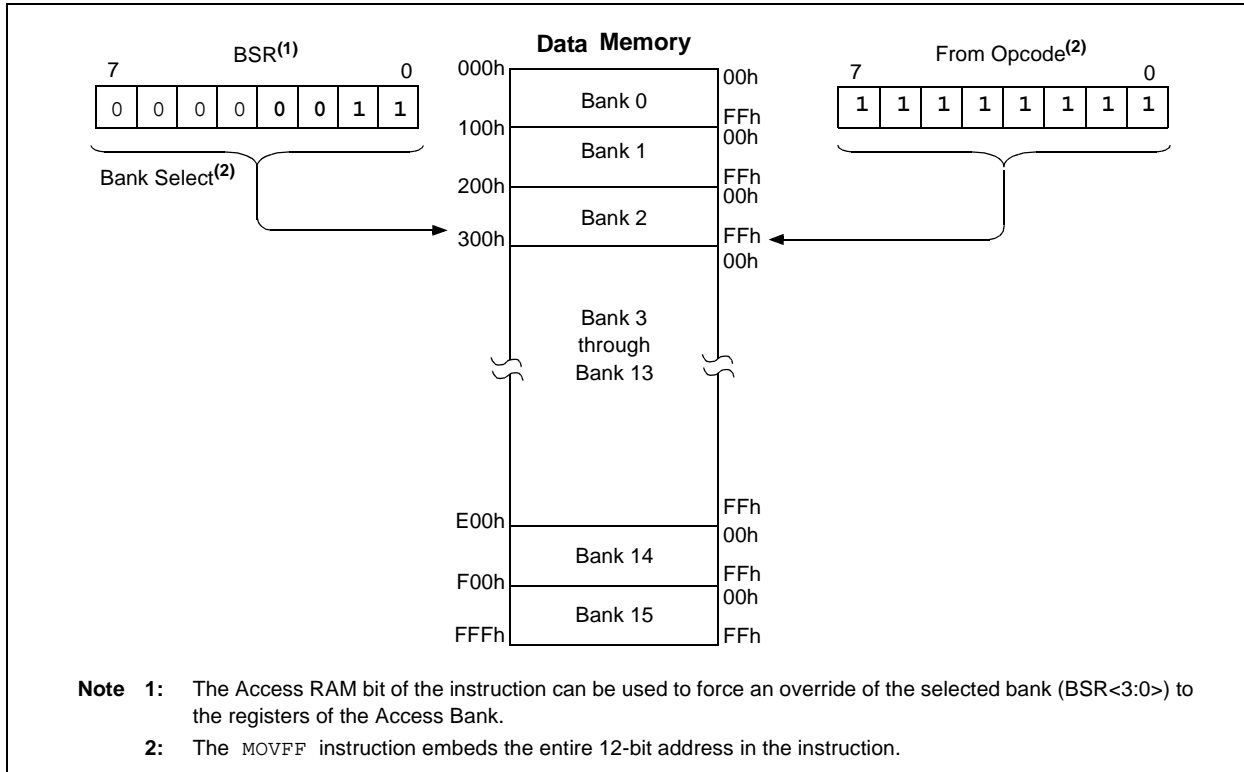 Data Memory
BSR(1)
7 0
0 0 0 0 0 0 1 1
Bank Select(2)
From Opcode(2)
7 0
1 1 1 1 1 1 1 1
000h
00h
Bank 0
FFh
100h
00h
Bank 1
FFh
200h
00h
Bank 2
FFh
300h
00h
Bank 3
through
Bank 13
FFh
E00h
00h
Bank 14
FFh
F00h
00h
Bank 15
FFFh
FFh
Note 1: The Access RAM bit of the instruction can be used to force an override of the selected bank (BSR<3:0>) to
the registers of the Access Bank.
2: The MOVFF instruction embeds the entire 12-bit address in the instruction.